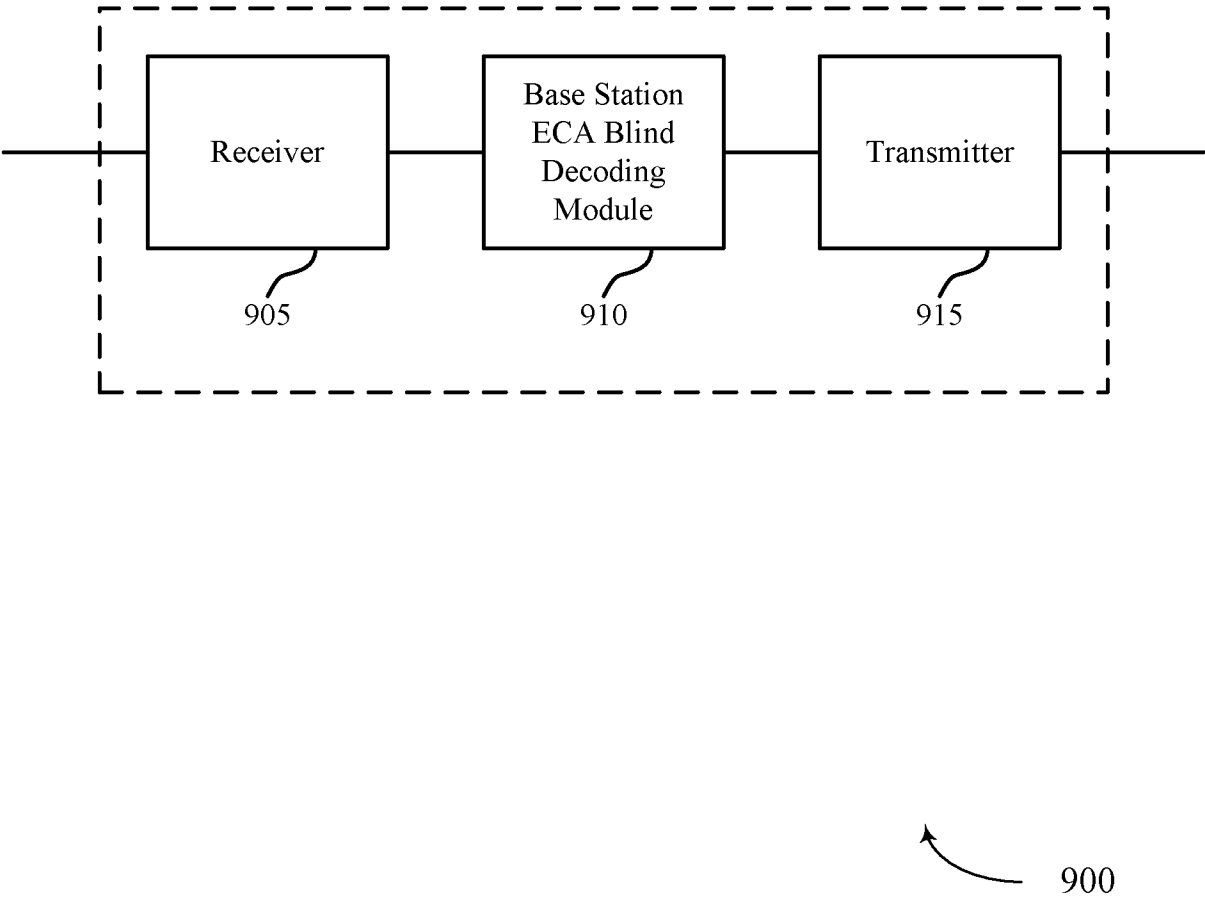 Receiver
Base Station
ECA Blind
Decoding
Module
Transmitter
905
910
915
900